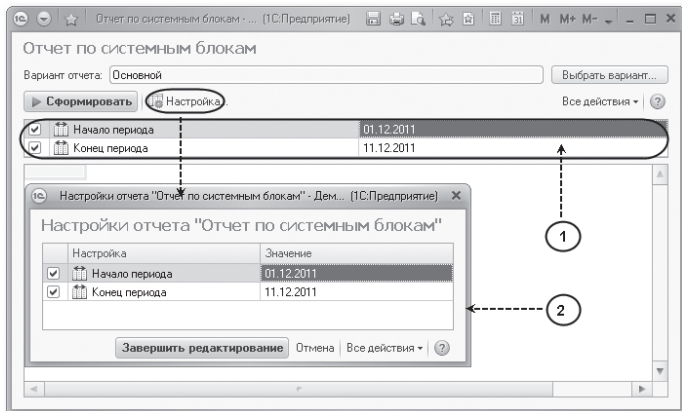 1С Отчет по системным блокам - ... (1С:Предприятие) 31 M M+ M-
Отчет по системным блокам
Вариант отчета: Основной Выбрать вариант...
Сформировать Настройка... Все действия ?
Начало периода 01.12.2011
Конец периода 11.12.2011
1С Настройки отчета "Отчет по системным блокам" - Дем... (1С:Предприятие)
Настройки отчета "Отчет по системным блокам"
Настройка Значение
Начало периода 01.12.2011
Конец периода 11.12.2011
Завершить редактирование Отмена Все действия ?
1
2